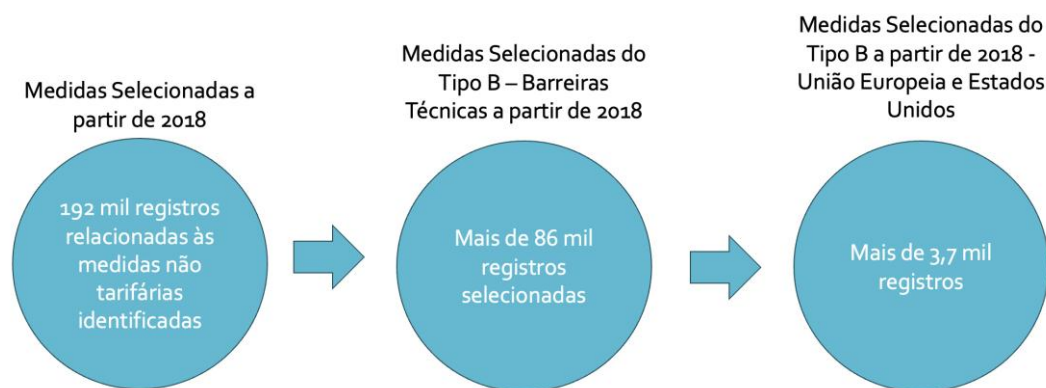 Medidas Selecionadas a
partir de 2018
192 mil registros
relacionadas às
medidas não
tarifárias
identificadas
Medidas Selecionadas do
Tipo B – Barreiras
Técnicas a partir de 2018
Mais de 86 mil
registros
selecionadas
Medidas Selecionadas do
Tipo B a partir de 2018 -
União Europeia e Estados
Unidos
Mais de 3,7 mil
registros